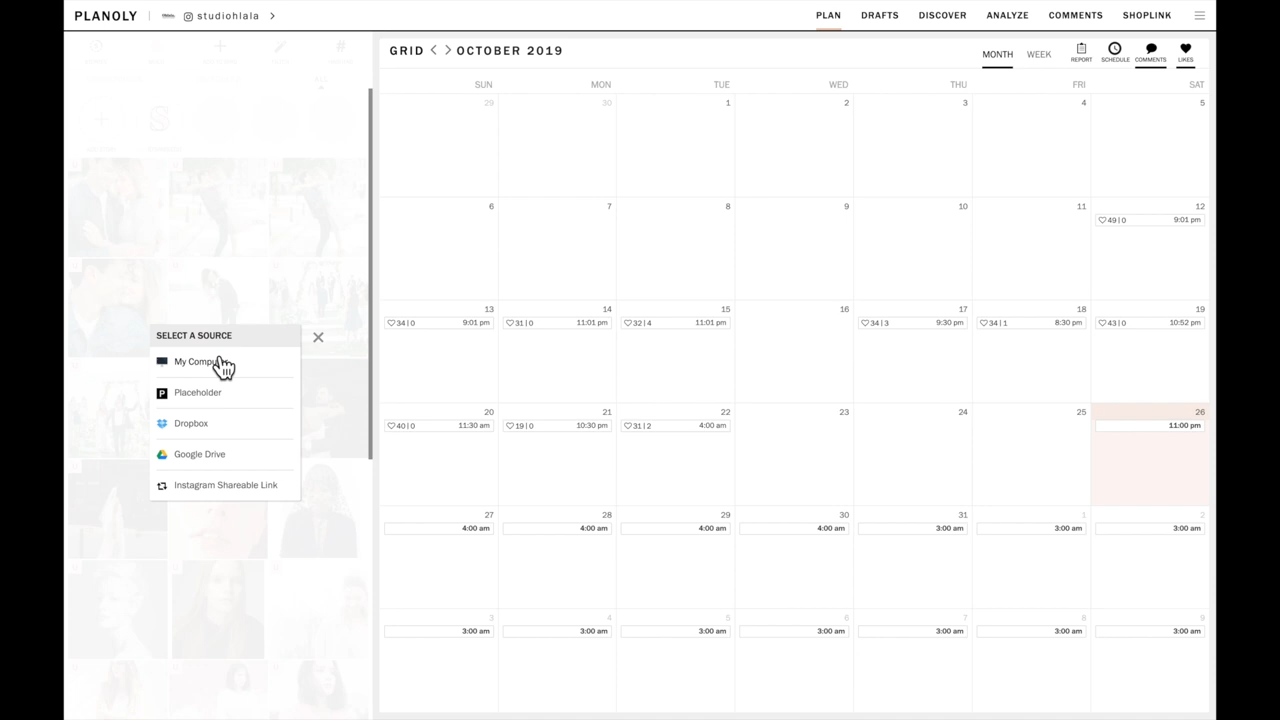 PLANOLY
studiohlala
PLAN DRAFTS DISCOVER ANALYZE COMMENTS SHOPLINK
GRID OCTOBER 2019
MONTH WEEK REPORT SCHEDULE COMMENTS LIKES
SUN MON TUE WED THU FRI SAT
29 30 1 2 3 4 5
6 7 8 9 10 11 12
49|0 9:01 pm
13 14 15 16 17 18 19
34|0 9:01 pm 31|0 11:01 pm 32|4 11:01 pm 34|3 9:30 pm 34|1 8:30 pm 43|0 10:52 pm
20 21 22 23 24 25 26
40|0 11:30 am 19|0 10:30 pm 31|2 4:00 am 11:00 pm
27 28 29 30 31 1 2
4:00 am 4:00 am 4:00 am 4:00 am 3:00 am 3:00 am 3:00 am
3 4 5 6 7 8 9
3:00 am 3:00 am 3:00 am 3:00 am 3:00 am 3:00 am 3:00 am
ALL
SELECT A SOURCE
My Compu
Placeholder
Dropbox
Google Drive
Instagram Shareable Link